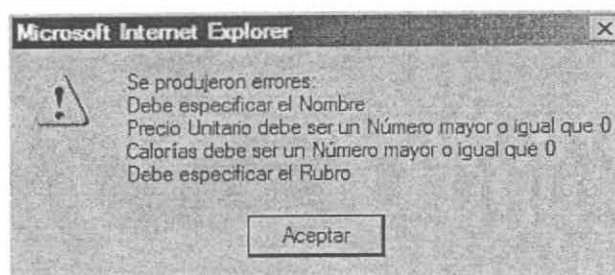 Microsoft Internet Explorer
Se produjeron errores:
Debe especificar el Nombre
Precio Unitario debe ser un Número mayor o igual que 0
Calorías debe ser un Número mayor o igual que 0
Debe especificar el Rubro
Aceptar